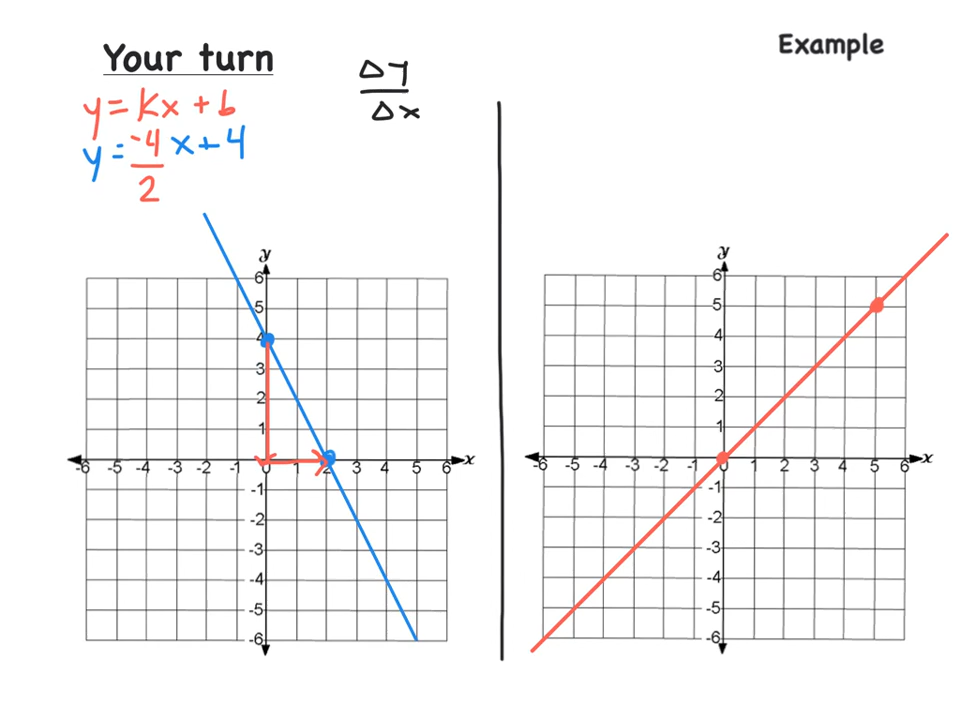 Your turn
y = kx + b
y = -4/2 x + 4
Δy
Δx
y
6
5
4
3
2
1
-6 -5 -4 -3 -2 -1 0 1 2 3 4 5 6 x
-1
-2
-3
-4
-5
-6
Example
y
6
5
4
3
2
1
-6 -5 -4 -3 -2 -1 0 1 2 3 4 5 6 x
-1
-2
-3
-4
-5
-6